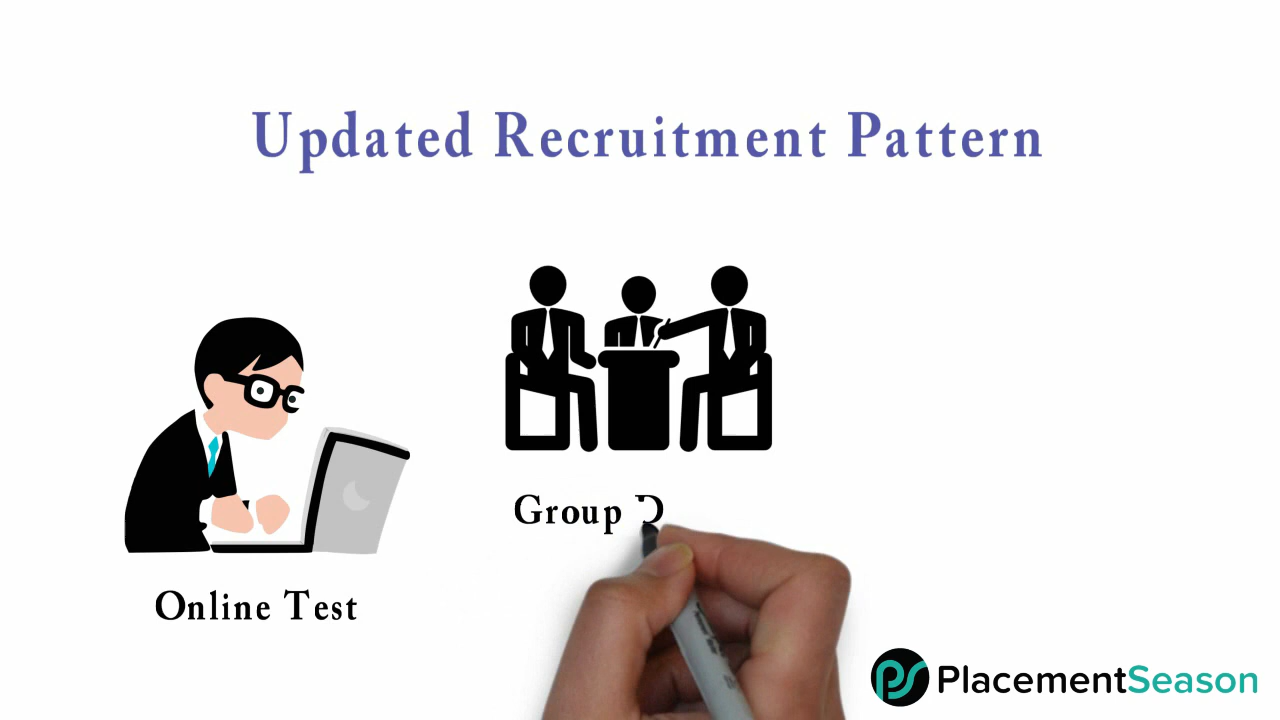 Updated Recruitment Pattern
Group D
Online Test
PlacementSeason